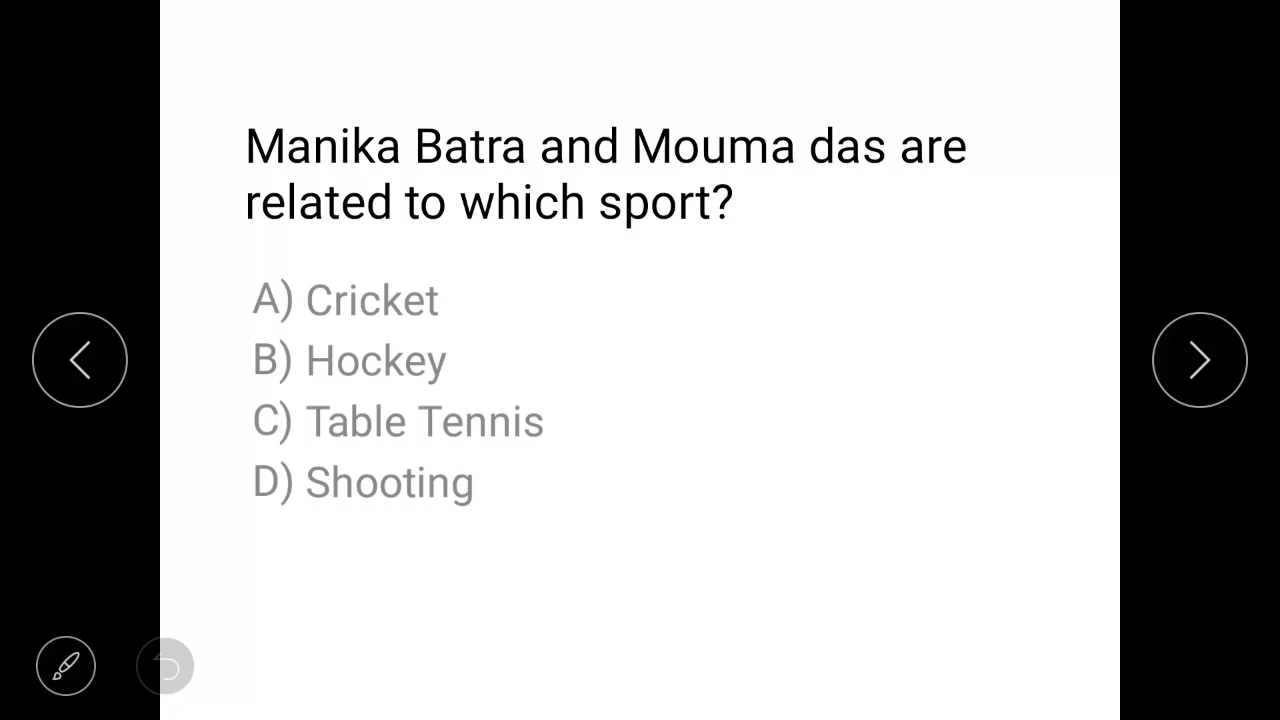 Manika Batra and Mouma das are
related to which sport?
A) Cricket
B) Hockey
C) Table Tennis
D) Shooting